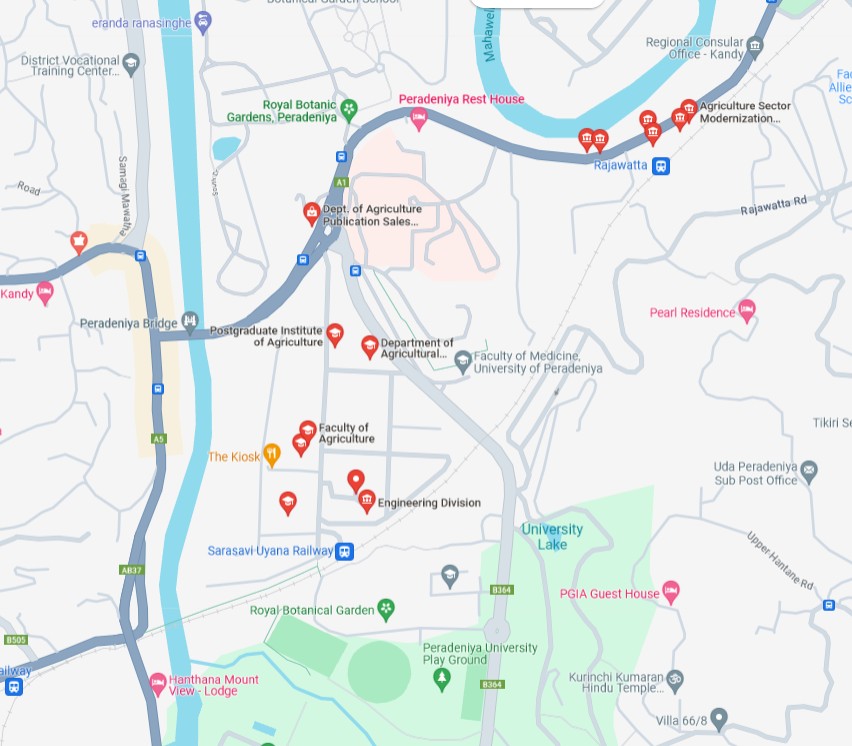 Botanical Garden School
eranda ranasinghe
Mahawel
Regional Consular
Office - Kandy
District Vocational
Training Center...
Royal Botanic
Gardens, Peradeniya
Peradeniya Rest House
Agriculture Sector
Modernization...
Rajawatta
A1
Samagi Mawatha
Road
Rajawatta Rd
Dept. of Agriculture
Publication Sales...
Kandy
Peradeniya Bridge
Postgraduate Institute
of Agriculture
Department of
Agricultural...
Faculty of Medicine,
University of Peradeniya
Pearl Residence
A5
Faculty of
Agriculture
The Kiosk
Tikiri Se
Uda Peradeniya
Sub Post Office
Engineering Division
University
Lake
Sarasavi Uyana Railway
Upper Hantane Rd
AB37
B364
PGIA Guest House
Royal Botanical Garden
B505
Peradeniya University
Play Ground
ailway
Hanthana Mount
View - Lodge
B364
Kurinchi Kumaran
Hindu Temple...
Villa 66/8